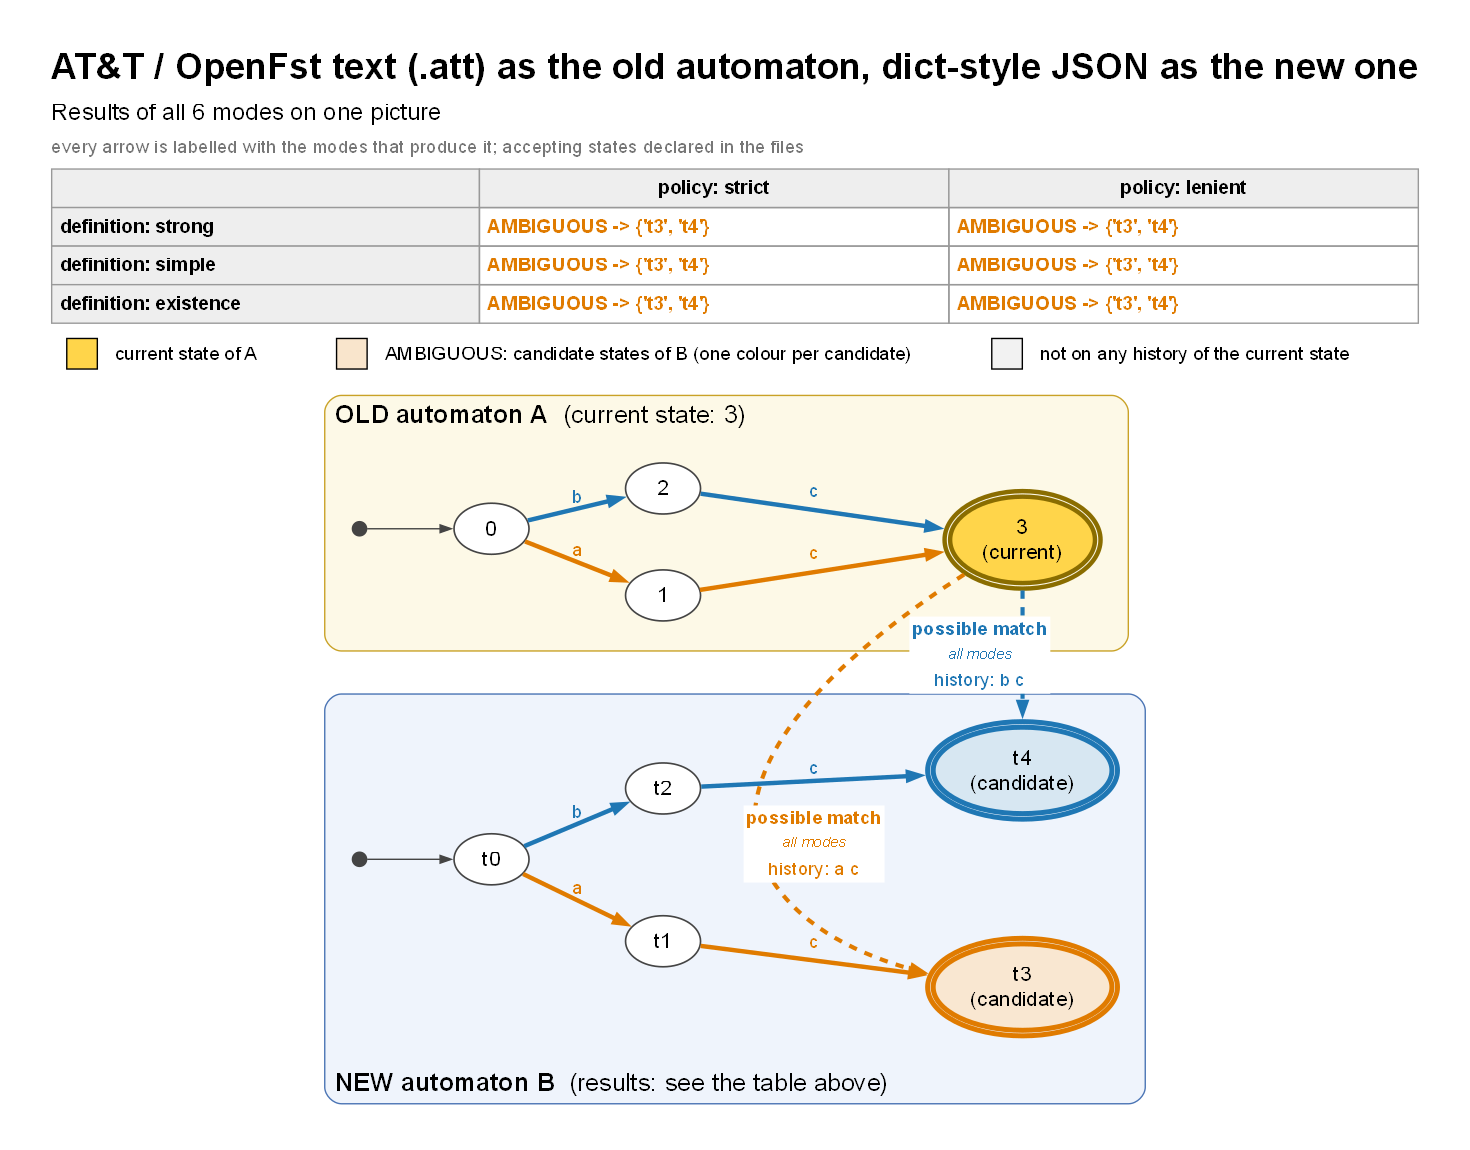 AT&T / OpenFst text (.att) as the old automaton, dict-style JSON as the new one
Results of all 6 modes on one picture
every arrow is labelled with the modes that produce it; accepting states declared in the files
policy: strict policy: lenient
definition: strong AMBIGUOUS -> {'t3', 't4'} AMBIGUOUS -> {'t3', 't4'}
definition: simple AMBIGUOUS -> {'t3', 't4'} AMBIGUOUS -> {'t3', 't4'}
definition: existence AMBIGUOUS -> {'t3', 't4'} AMBIGUOUS -> {'t3', 't4'}
current state of A AMBIGUOUS: candidate states of B (one colour per candidate) not on any history of the current state
OLD automaton A (current state: 3)
2
b
c
0
3
(current)
a
c
1
possible match
all modes
history: b c
t4
(candidate)
c
t2
b
possible match
all modes
history: a c
t0
a
t1
c
t3
(candidate)
NEW automaton B (results: see the table above)